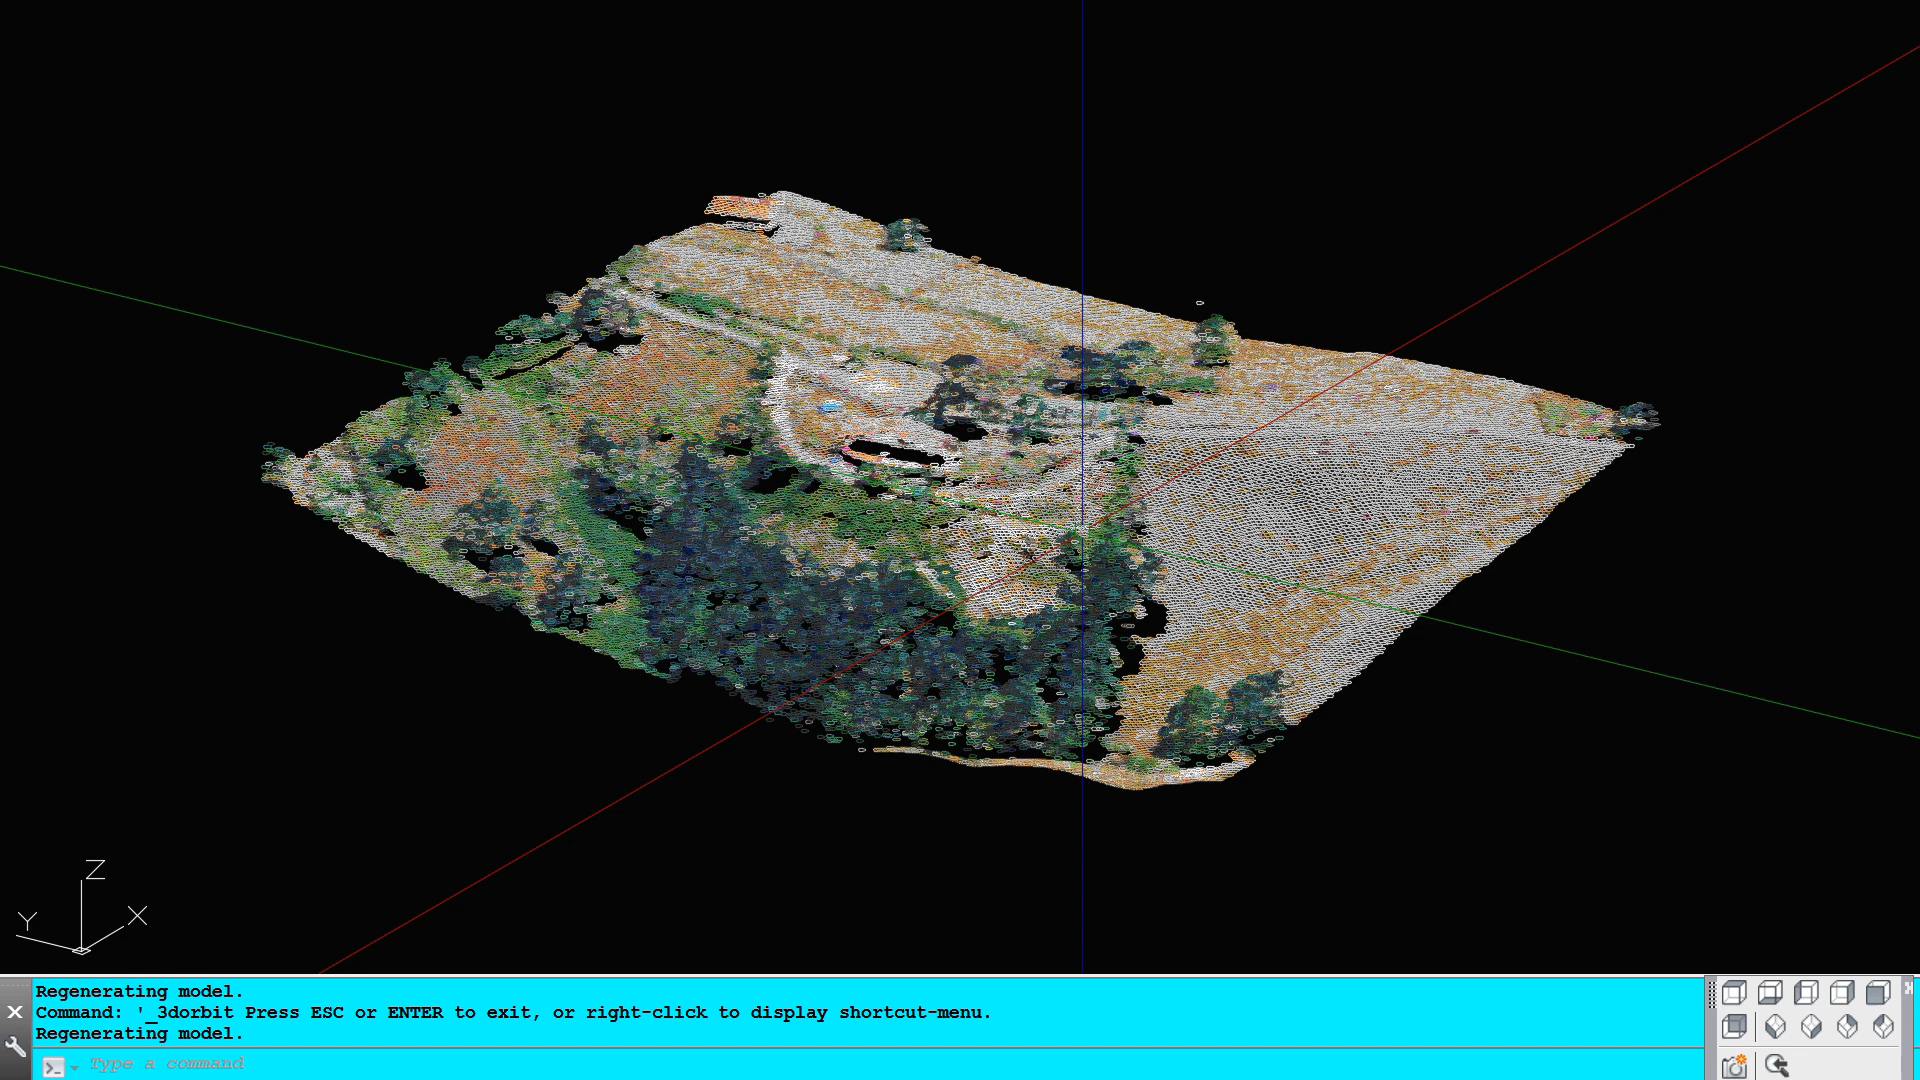 Z
Y
X
Regenerating model.
Command: '_3dorbit Press ESC or ENTER to exit, or right-click to display shortcut-menu.
Regenerating model.
Type a command